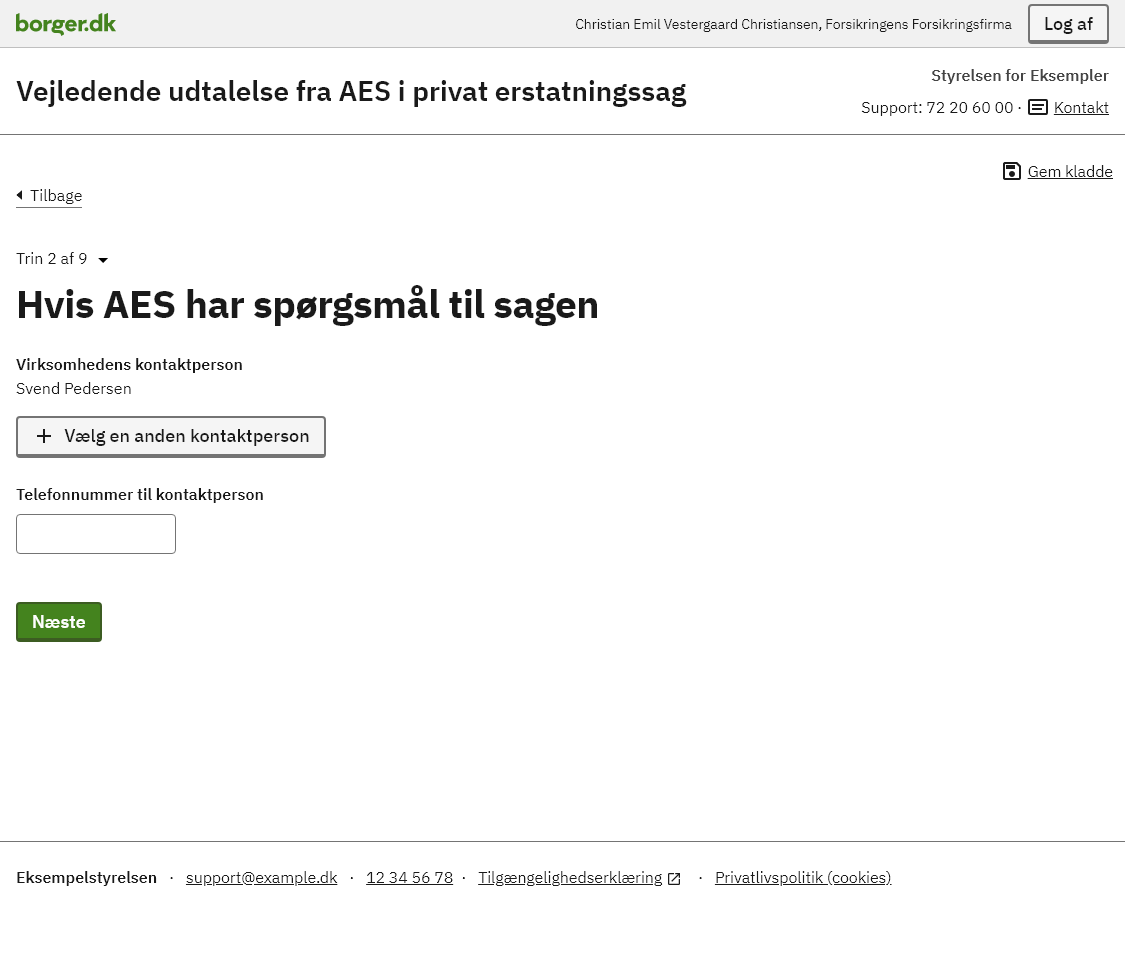 borger.dk
Christian Emil Vestergaard Christiansen, Forsikringens Forsikringsfirma
Log af
Vejledende udtalelse fra AES i privat erstatningssag
Styrelsen for Eksempler
Support: 72 20 60 00 · Kontakt
Gem kladde
Tilbage
Trin 2 af 9
Hvis AES har spørgsmål til sagen
Virksomhedens kontaktperson
Svend Pedersen
Vælg en anden kontaktperson
Telefonnummer til kontaktperson
Næste
Eksempelstyrelsen · support@example.dk · 12 34 56 78 · Tilgængelighedserklæring · Privatlivspolitik (cookies)